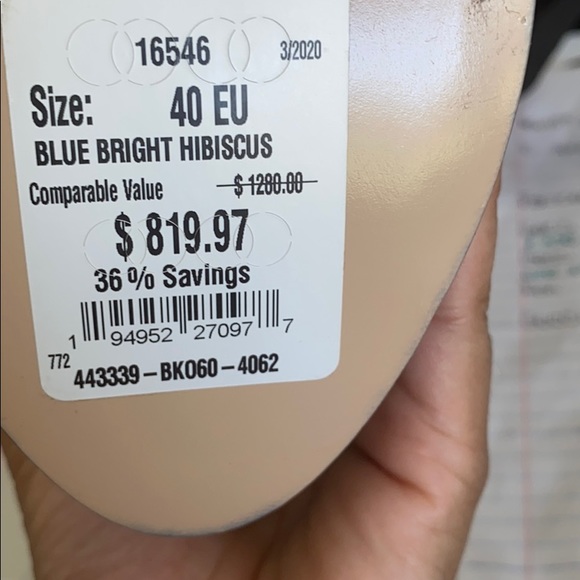 16546 3/2020
Size: 40 EU
BLUE BRIGHT HIBISCUS
Comparable Value $ 1280.00
$ 819.97
36 % Savings
1 94952 27097 7
772 443339-BK060-4062